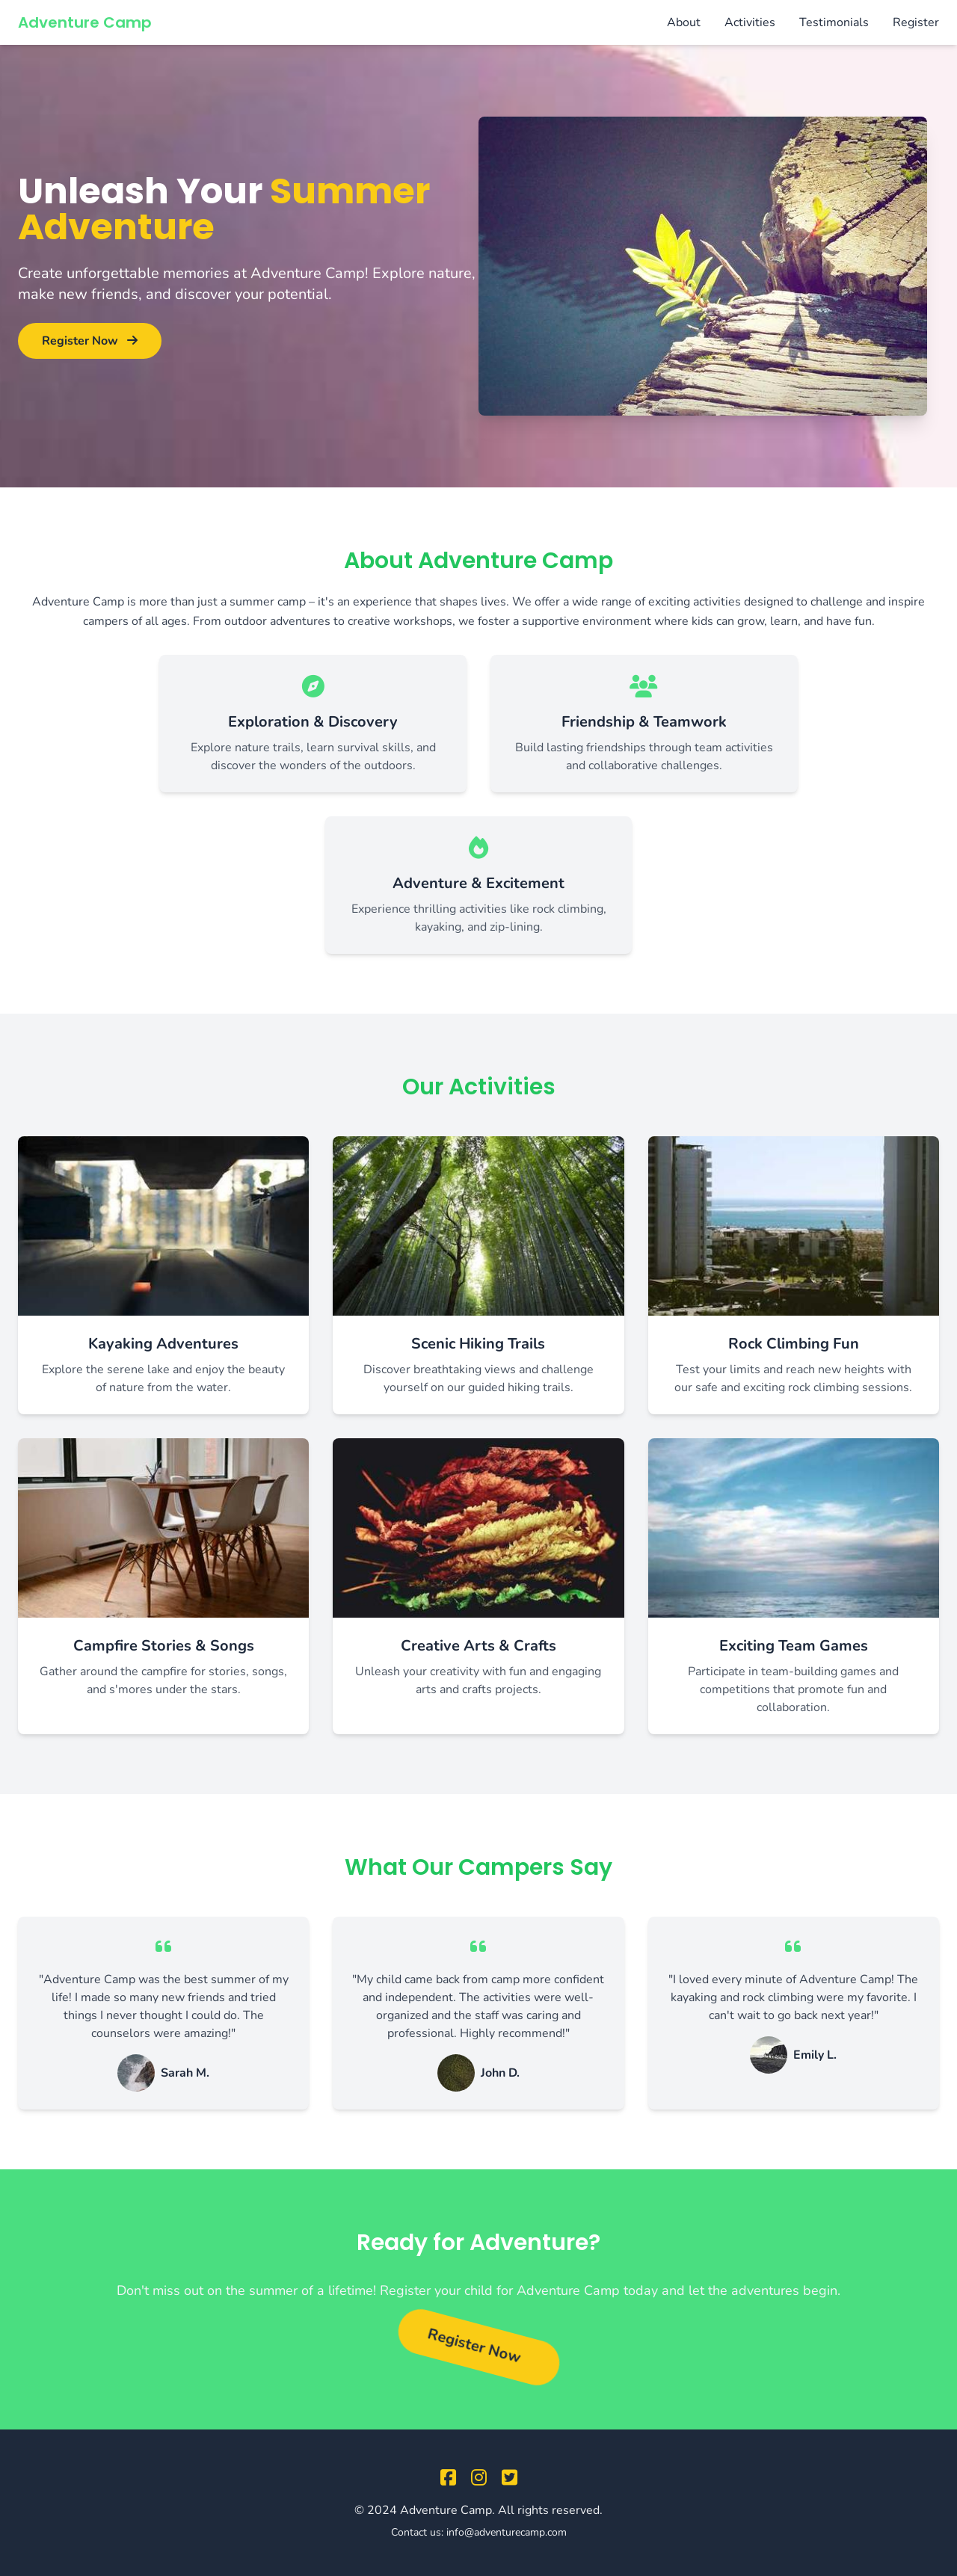 Adventure Camp
About Activities Testimonials Register
Unleash Your Summer
Adventure
Create unforgettable memories at Adventure Camp! Explore nature,
make new friends, and discover your potential.
Register Now
About Adventure Camp
Adventure Camp is more than just a summer camp – it's an experience that shapes lives. We offer a wide range of exciting activities designed to challenge and inspire
campers of all ages. From outdoor adventures to creative workshops, we foster a supportive environment where kids can grow, learn, and have fun.
Exploration & Discovery
Explore nature trails, learn survival skills, and
discover the wonders of the outdoors.
Friendship & Teamwork
Build lasting friendships through team activities
and collaborative challenges.
Adventure & Excitement
Experience thrilling activities like rock climbing,
kayaking, and zip-lining.
Our Activities
Kayaking Adventures
Explore the serene lake and enjoy the beauty
of nature from the water.
Scenic Hiking Trails
Discover breathtaking views and challenge
yourself on our guided hiking trails.
Rock Climbing Fun
Test your limits and reach new heights with
our safe and exciting rock climbing sessions.
Campfire Stories & Songs
Gather around the campfire for stories, songs,
and s'mores under the stars.
Creative Arts & Crafts
Unleash your creativity with fun and engaging
arts and crafts projects.
Exciting Team Games
Participate in team-building games and
competitions that promote fun and
collaboration.
What Our Campers Say
"Adventure Camp was the best summer of my
life! I made so many new friends and tried
things I never thought I could do. The
counselors were amazing!"
Sarah M.
"My child came back from camp more confident
and independent. The activities were well-
organized and the staff was caring and
professional. Highly recommend!"
John D.
"I loved every minute of Adventure Camp! The
kayaking and rock climbing were my favorite. I
can't wait to go back next year!"
Emily L.
Ready for Adventure?
Don't miss out on the summer of a lifetime! Register your child for Adventure Camp today and let the adventures begin.
Register Now
© 2024 Adventure Camp. All rights reserved.
Contact us: info@adventurecamp.com